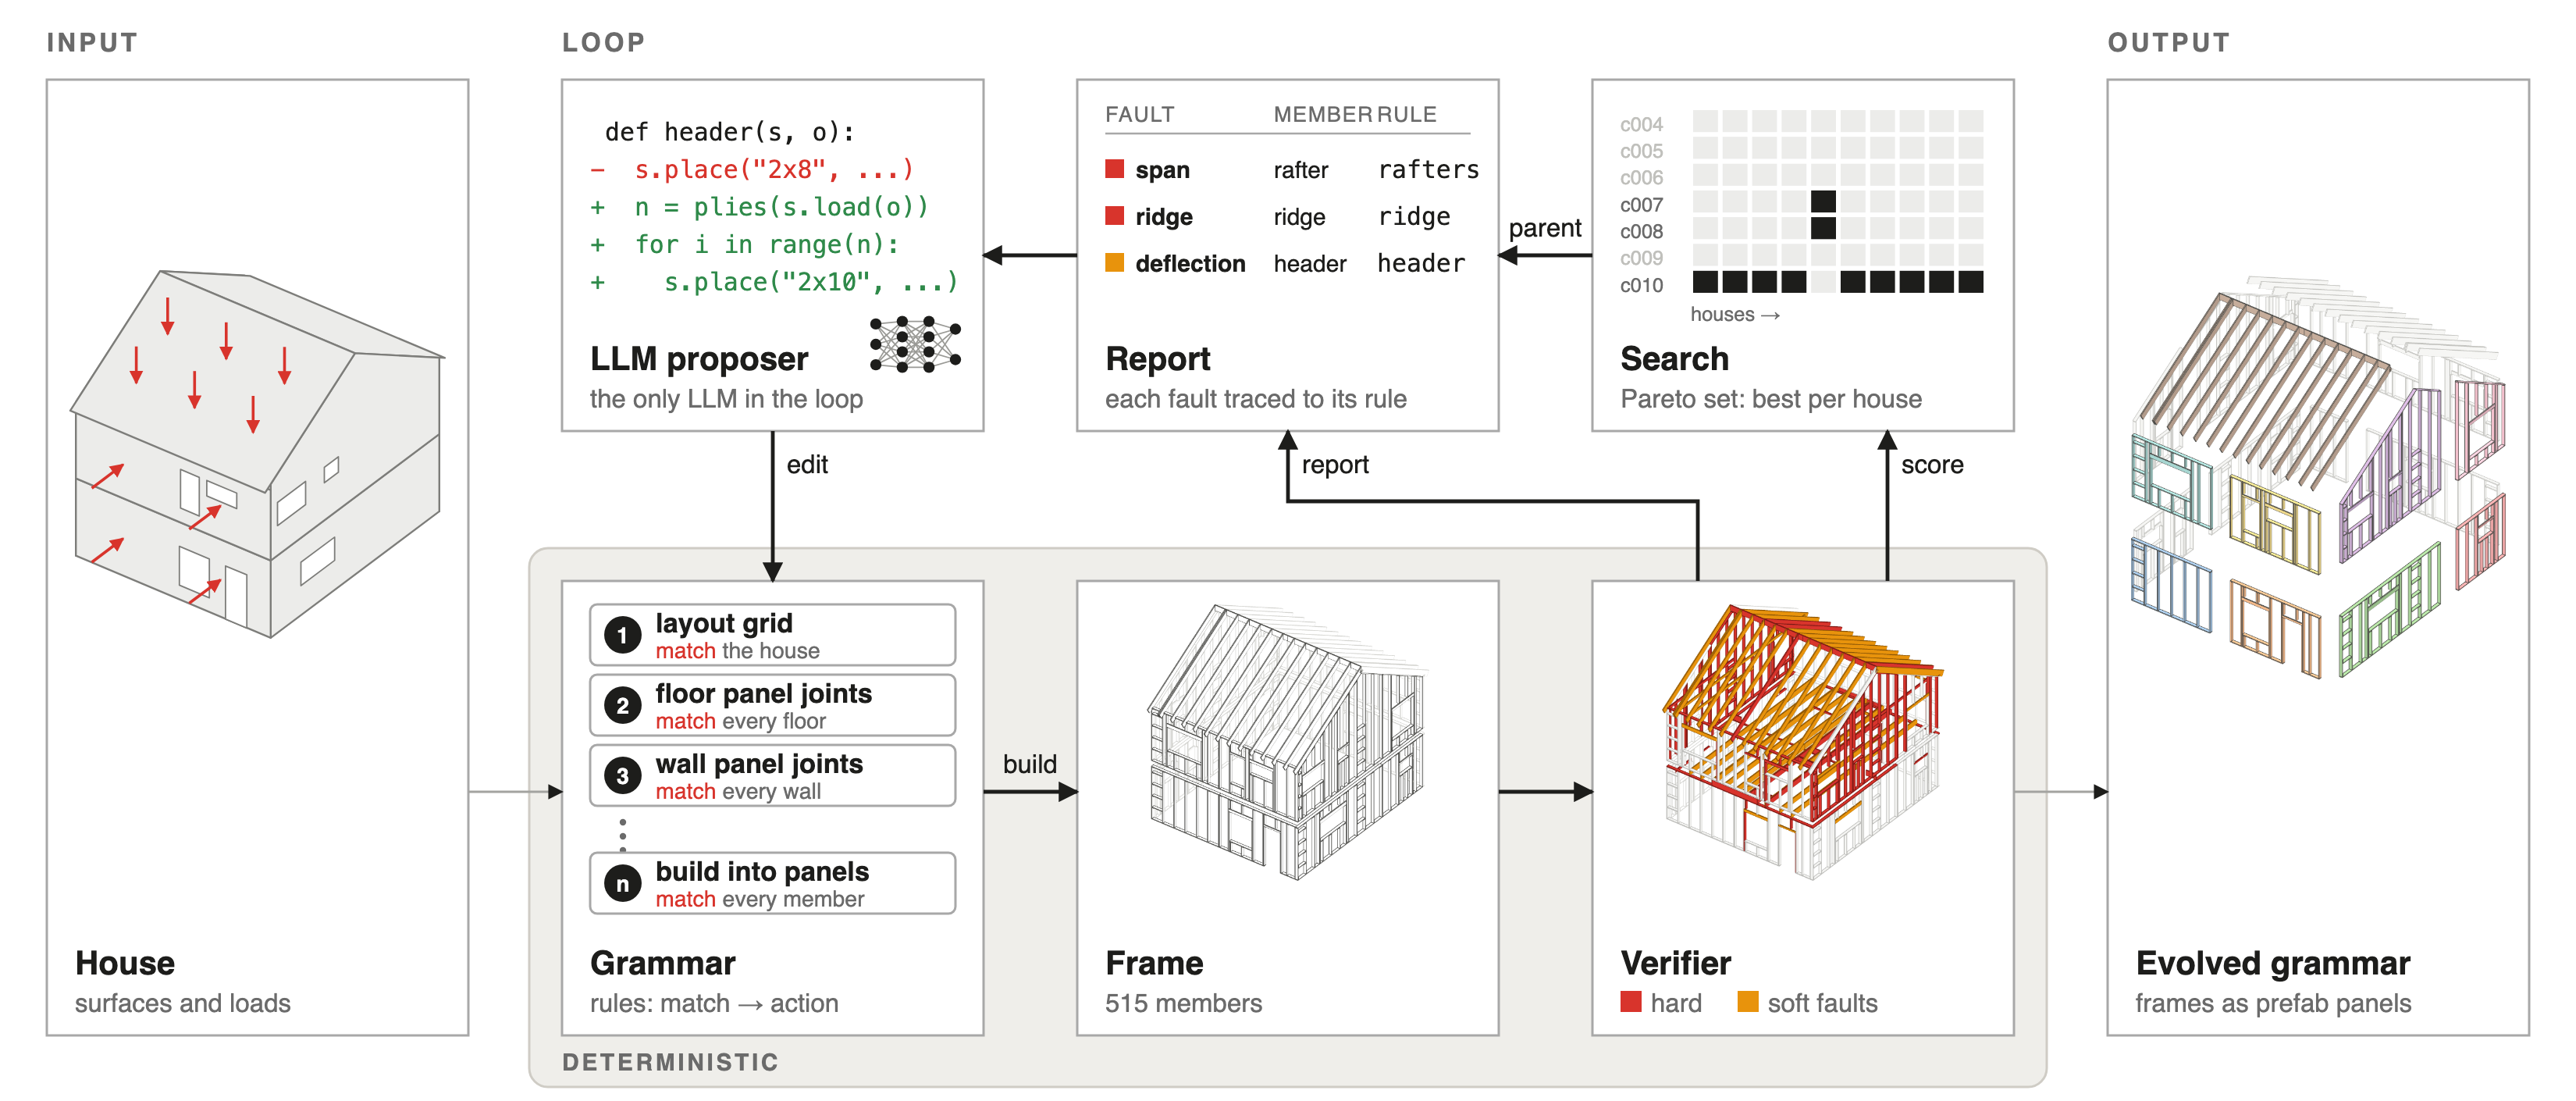 INPUT
LOOP
OUTPUT
House
surfaces and loads
def header(s, o):
- s.place("2x8", ...)
+ n = plies(s.load(o))
+ for i in range(n):
+ s.place("2x10", ...)
LLM proposer
the only LLM in the loop
FAULT MEMBER RULE
span rafter rafters
ridge ridge ridge
deflection header header
Report
each fault traced to its rule
parent
c004
c005
c006
c007
c008
c009
c010
houses →
Search
Pareto set: best per house
edit
report
score
1 layout grid
match the house
2 floor panel joints
match every floor
3 wall panel joints
match every wall
n build into panels
match every member
Grammar
rules: match → action
build
Frame
515 members
Verifier
hard soft faults
DETERMINISTIC
Evolved grammar
frames as prefab panels